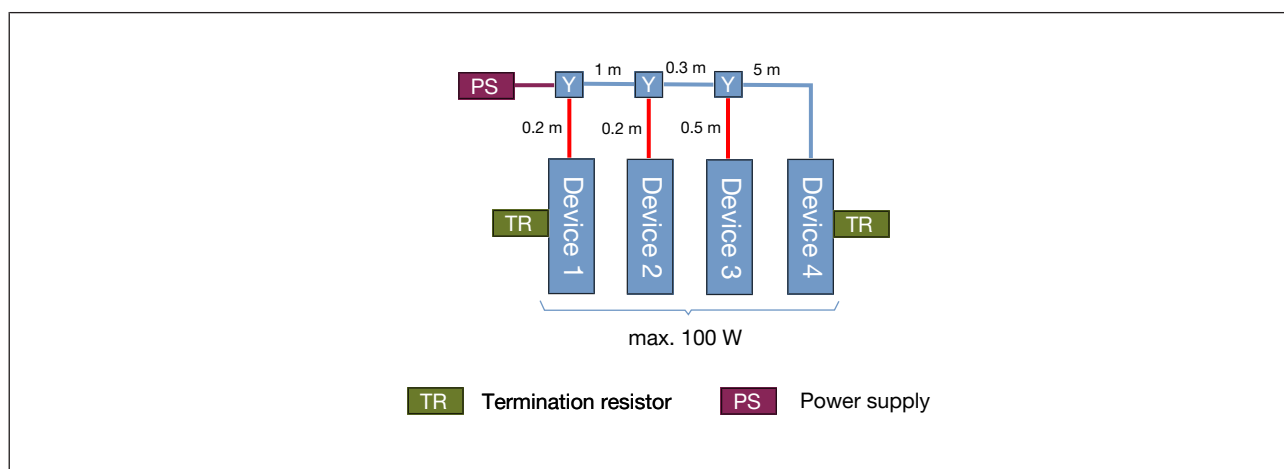 1 m 0.3 m 5 m
PS Y Y Y
0.2 m 0.2 m 0.5 m
Device 1 Device 2 Device 3 Device 4
TR TR
max. 100 W
TR Termination resistor PS Power supply